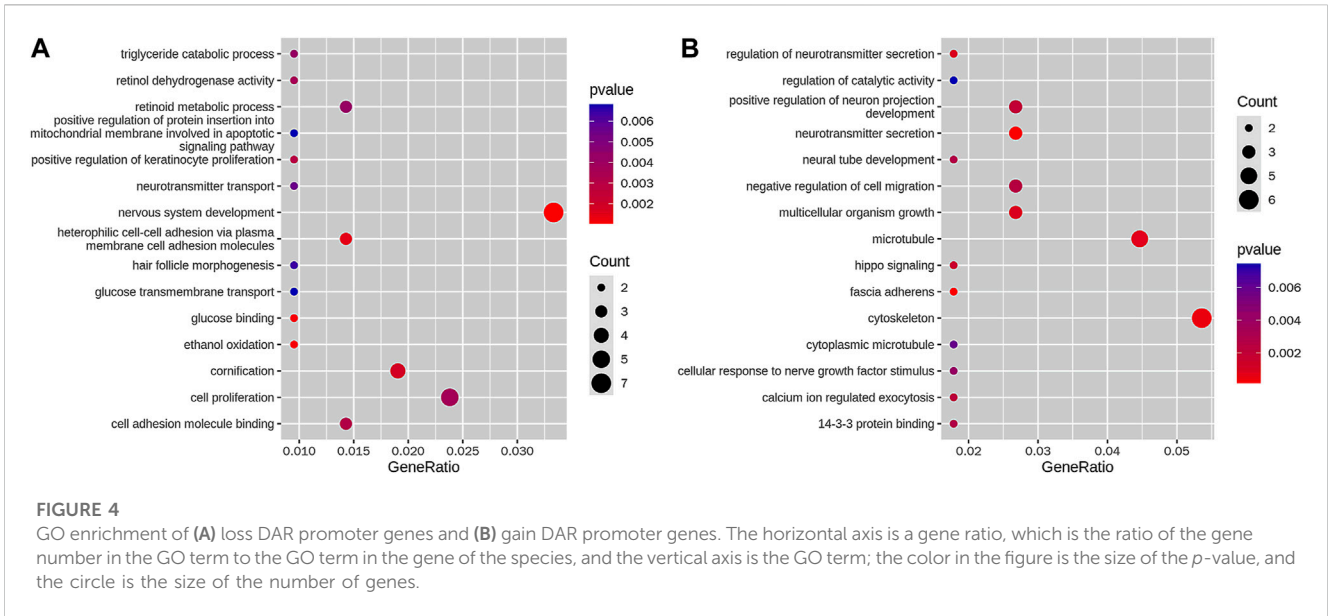 A
triglyceride catabolic process
retinol dehydrogenase activity
retinoid metabolic process
positive regulation of protein insertion into
mitochondrial membrane involved in apoptotic
signaling pathway
positive regulation of keratinocyte proliferation
neurotransmitter transport
nervous system development
heterophilic cell-cell adhesion via plasma
membrane cell adhesion molecules
hair follicle morphogenesis
glucose transmembrane transport
glucose binding
ethanol oxidation
cornification
cell proliferation
cell adhesion molecule binding
0.010 0.015 0.020 0.025 0.030
GeneRatio
pvalue
0.006
0.005
0.004
0.003
0.002
Count
2
3
4
5
7
B
regulation of neurotransmitter secretion
regulation of catalytic activity
positive regulation of neuron projection
development
neurotransmitter secretion
neural tube development
negative regulation of cell migration
multicellular organism growth
microtubule
hippo signaling
fascia adherens
cytoskeleton
cytoplasmic microtubule
cellular response to nerve growth factor stimulus
calcium ion regulated exocytosis
14-3-3 protein binding
0.02 0.03 0.04 0.05
GeneRatio
Count
2
3
5
6
pvalue
0.006
0.004
0.002
FIGURE 4
GO enrichment of (A) loss DAR promoter genes and (B) gain DAR promoter genes. The horizontal axis is a gene ratio, which is the ratio of the gene
number in the GO term to the GO term in the gene of the species, and the vertical axis is the GO term; the color in the figure is the size of the p-value, and
the circle is the size of the number of genes.